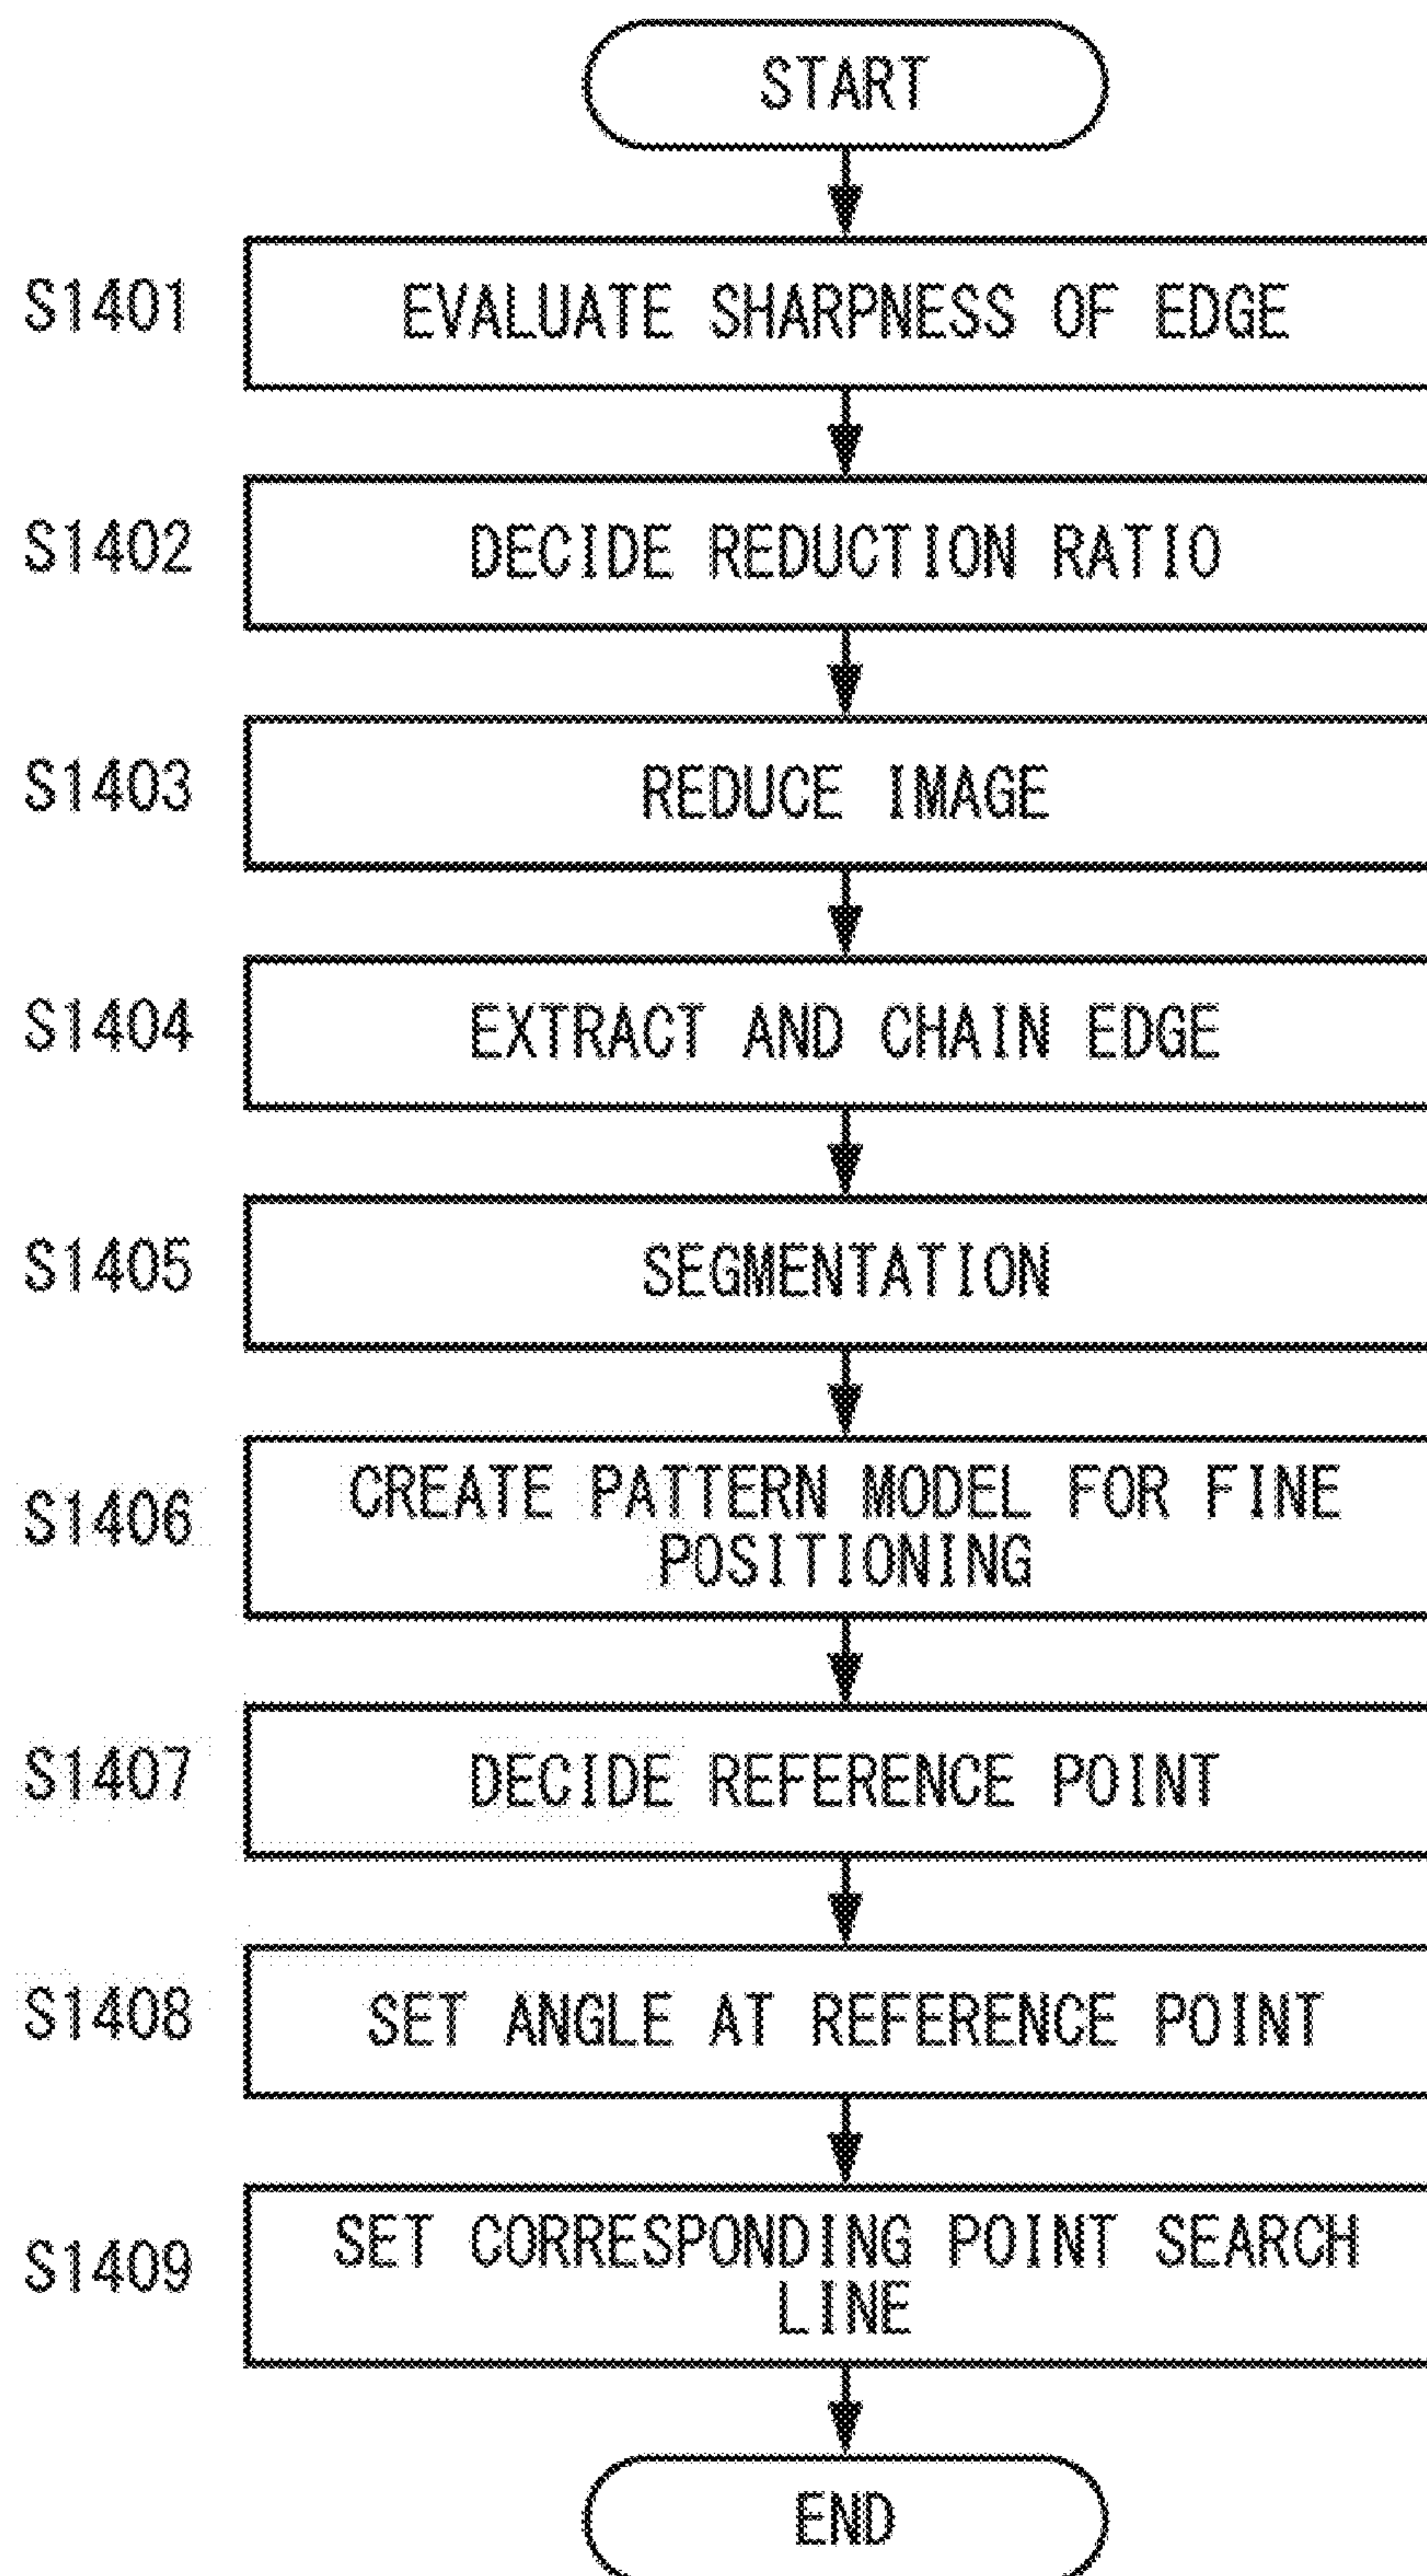 START
S1401
EVALUATE SHARPNESS OF EDGE
S1402
DECIDE REDUCTION RATIO
S1403
REDUCE IMAGE
S1404
EXTRACT AND CHAIN EDGE
S1405
SEGMENTATION
S1406
CREATE PATTERN MODEL FOR FINE
POSITIONING
S1407
DECIDE REFERENCE POINT
S1408
SET ANGLE AT REFERENCE POINT
S1409
SET CORRESPONDING POINT SEARCH
LINE
END